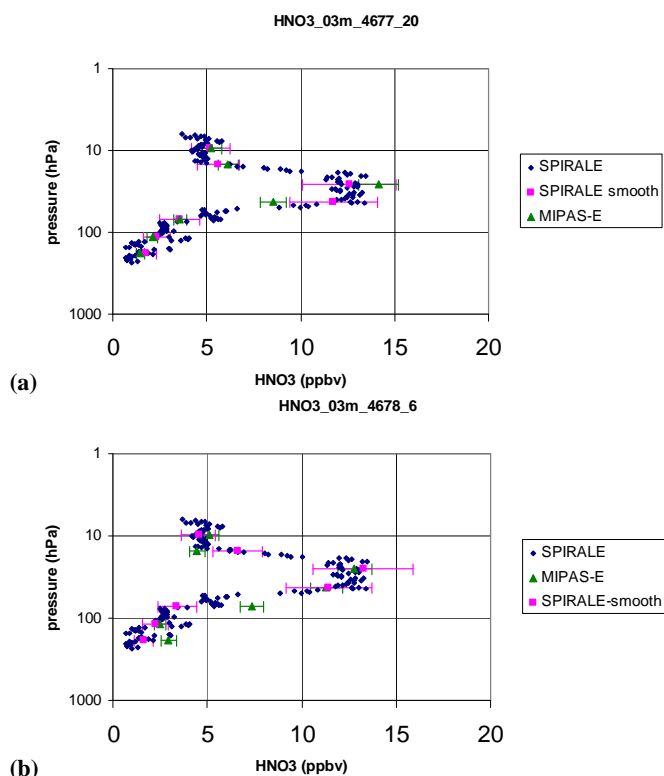 HNO3_03m_4677_20
1
10
100
1000
pressure (hPa)
0 5 10 15 20
HNO3 (ppbv)
SPIRALE
SPIRALE smooth
MIPAS-E
(a)
HNO3_03m_4678_6
1
10
100
1000
pressure (hPa)
0 5 10 15 20
HNO3 (ppbv)
SPIRALE
MIPAS-E
SPIRALE-smooth
(b)